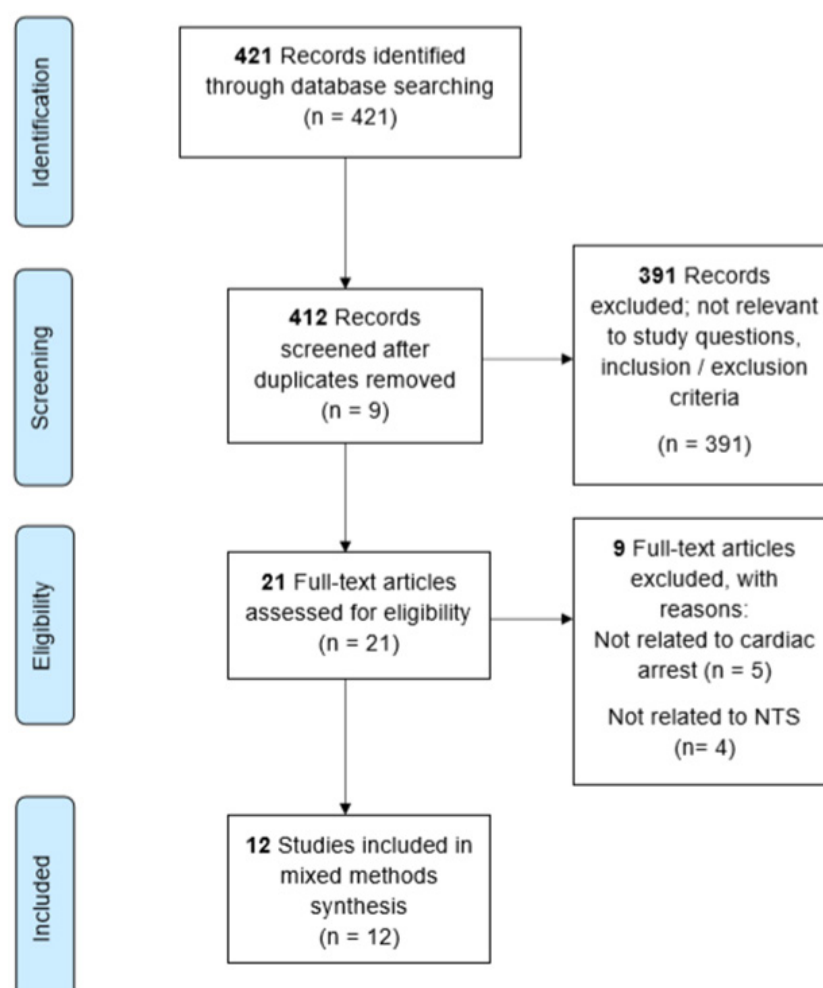 Identification
421 Records identified
through database searching
(n = 421)
Screening
412 Records
screened after
duplicates removed
(n = 9)
391 Records
excluded; not relevant
to study questions,
inclusion / exclusion
criteria
(n = 391)
Eligibility
21 Full-text articles
assessed for eligibility
(n = 21)
9 Full-text articles
excluded, with
reasons:
Not related to cardiac
arrest (n = 5)
Not related to NTS
(n= 4)
Included
12 Studies included in
mixed methods
synthesis
(n = 12)